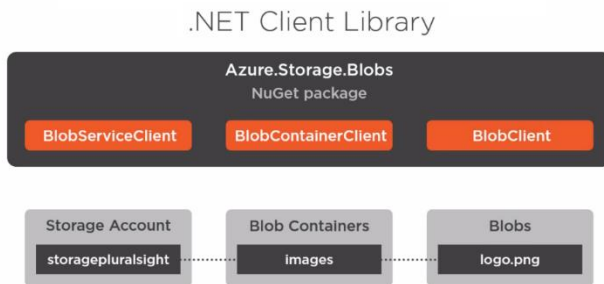 .NET Client Library
Azure.Storage.Blobs
NuGet package
BlobServiceClient
BlobContainerClient
BlobClient
Storage Account
Blob Containers
Blobs
storagepluralsight
images
logo.png